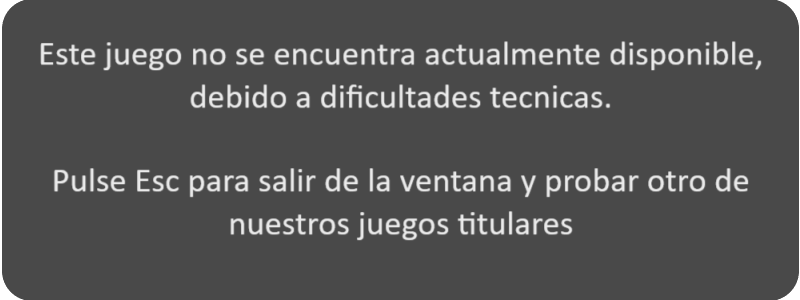 Este juego no se encuentra actualmente disponible,
debido a dificultades tecnicas.
Pulse Esc para salir de la ventana y probar otro de
nuestros juegos titulares